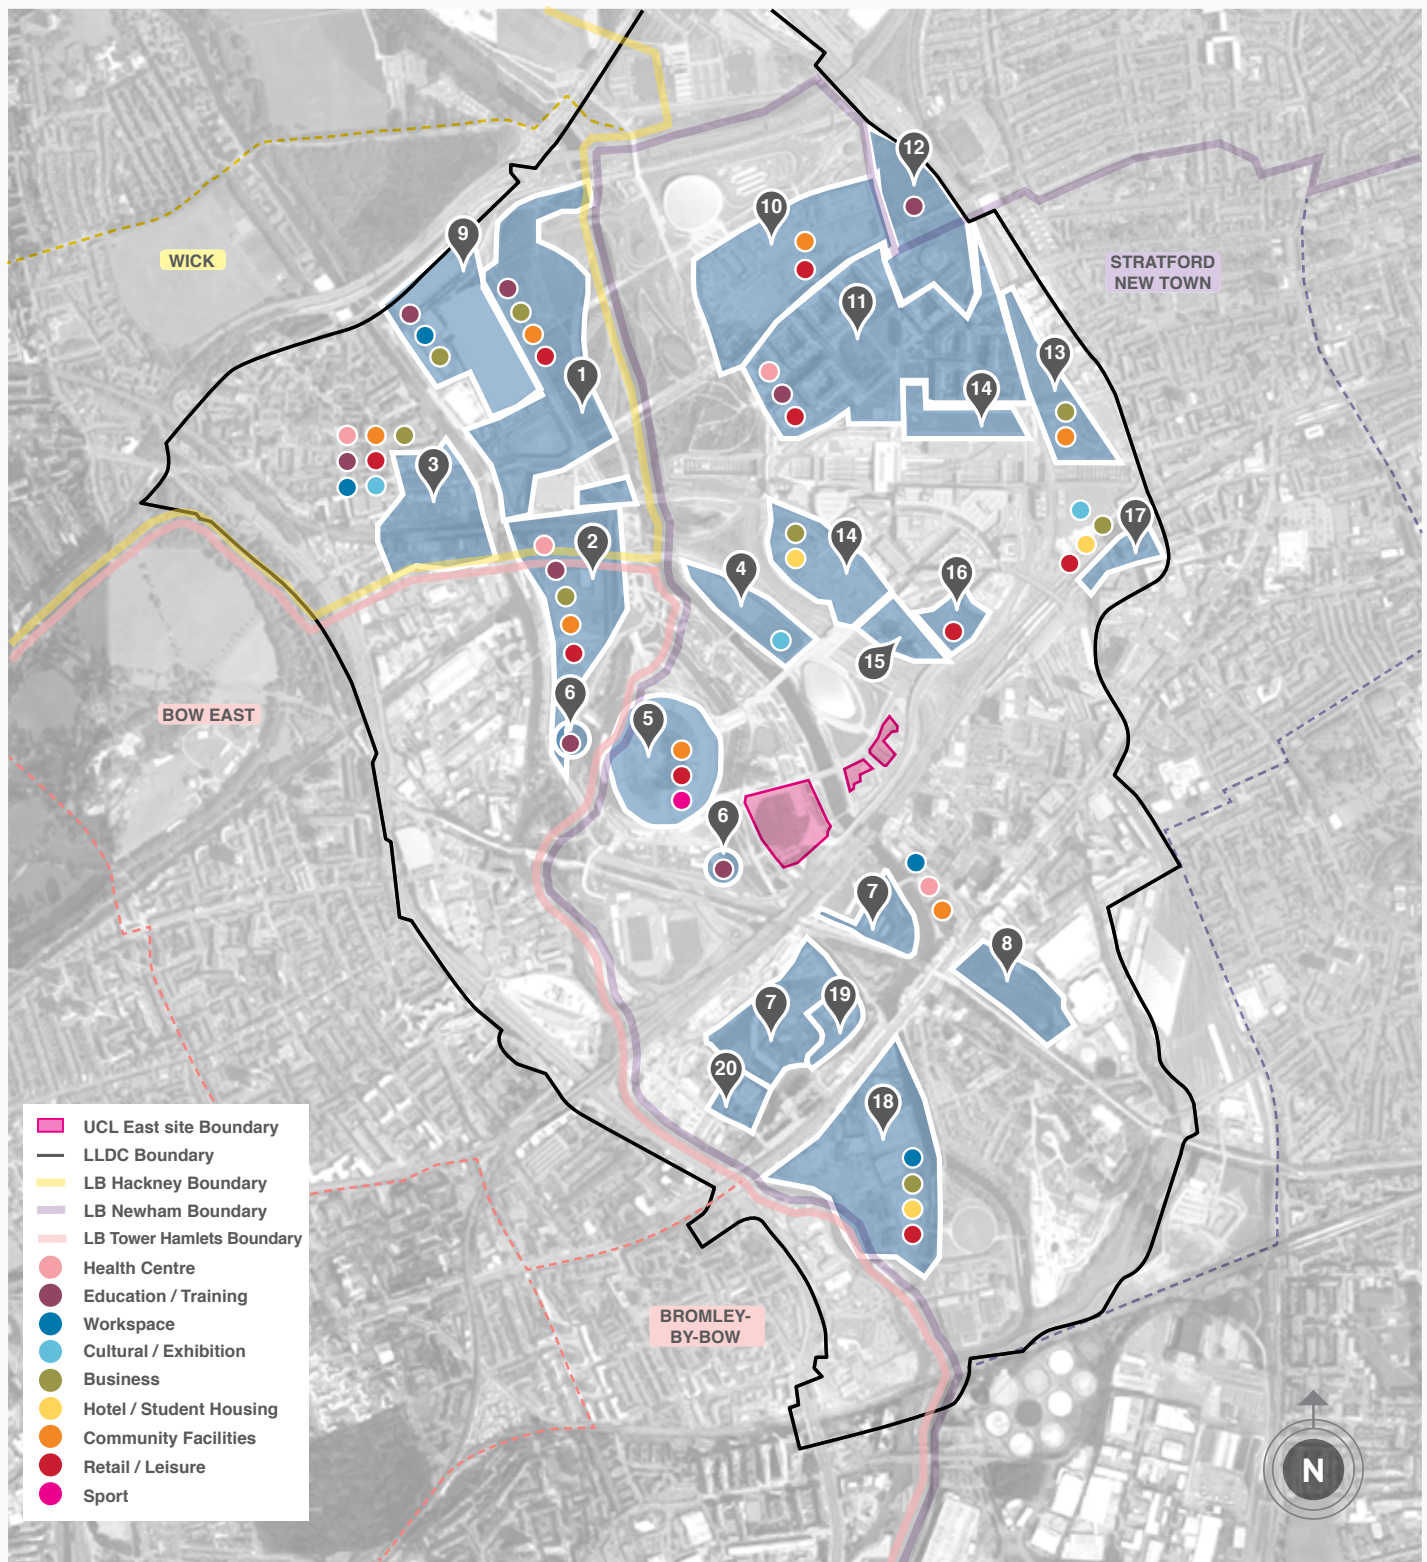 12
10
9
WICK
STRATFORD
NEW TOWN
11
13
1
14
3
17
14
2
4
16
15
BOW EAST
6
5
6
7
8
7
19
20
18
UCL East site Boundary
LLDC Boundary
LB Hackney Boundary
LB Newham Boundary
LB Tower Hamlets Boundary
Health Centre
Education / Training
Workspace
Cultural / Exhibition
Business
Hotel / Student Housing
Community Facilities
Retail / Leisure
Sport
BROMLEY-
BY-BOW
N